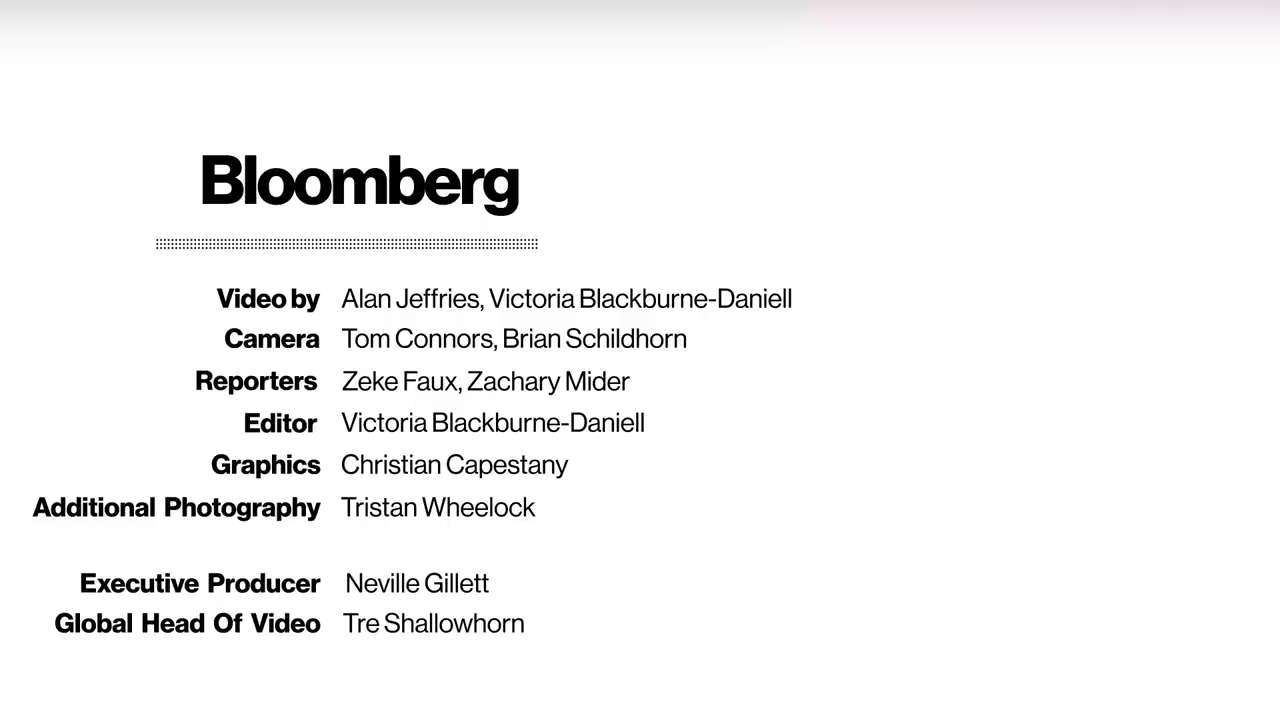 Bloomberg
Video by Alan Jeffries, Victoria Blackburne-Daniell
Camera Tom Connors, Brian Schildhorn
Reporters Zeke Faux, Zachary Mider
Editor Victoria Blackburne-Daniell
Graphics Christian Capestany
Additional Photography Tristan Wheelock
Executive Producer Neville Gillett
Global Head Of Video Tre Shallowhorn